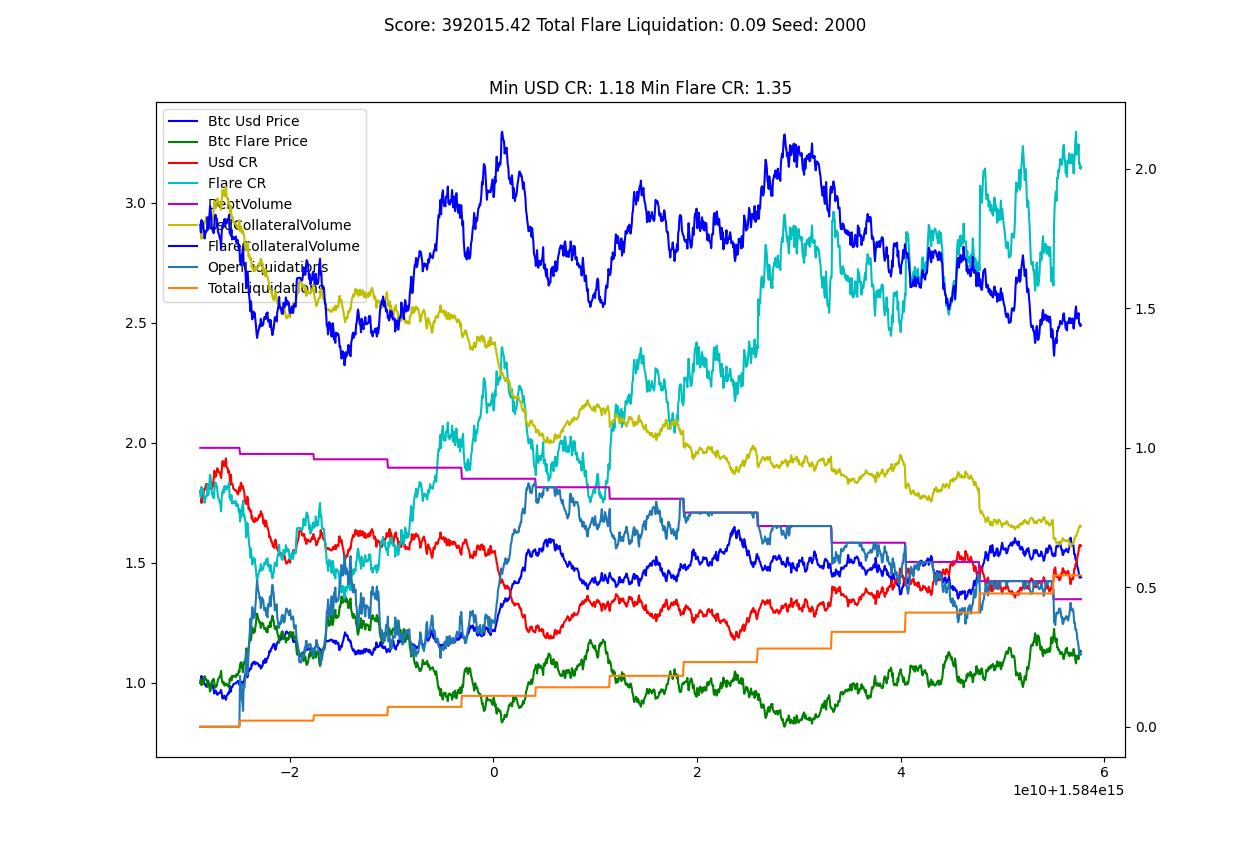 Score: 392015.42 Total Flare Liquidation: 0.09 Seed: 2000
Min USD CR: 1.18 Min Flare CR: 1.35
Btc Usd Price
Btc Flare Price
Usd CR
Flare CR
DebtVolume
UsdCollateralVolume
FlareCollateralVolume
OpenLiquidations
TotalLiquidations
3.0
2.5
2.0
1.5
1.0
2.0
1.5
1.0
0.5
0.0
−2
0
2
4
6
1e10+1.584e15